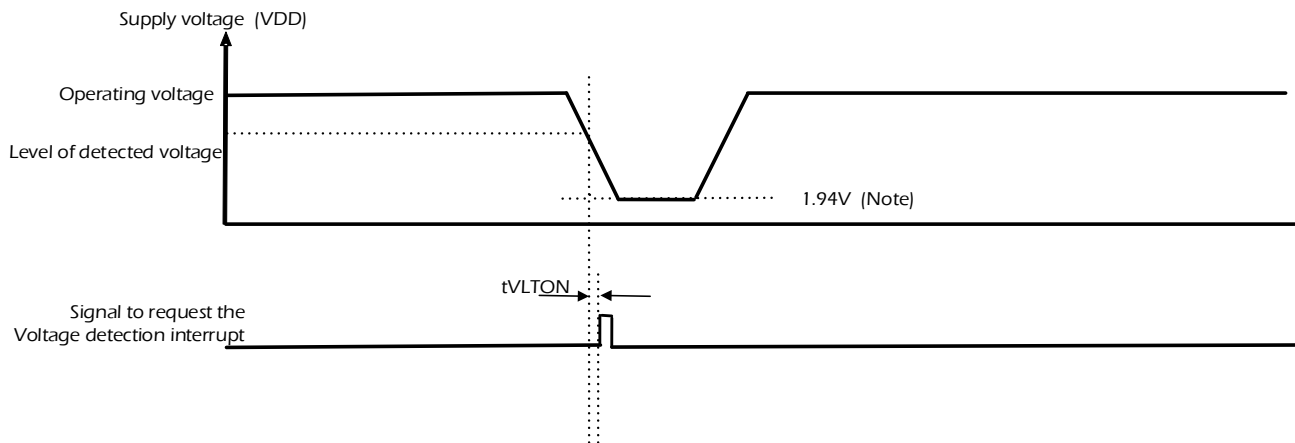 Supply voltage (VDD)
Operating voltage
Level of detected voltage
1.94V (Note)
tVLTON
Signal to request the
Voltage detection interrupt